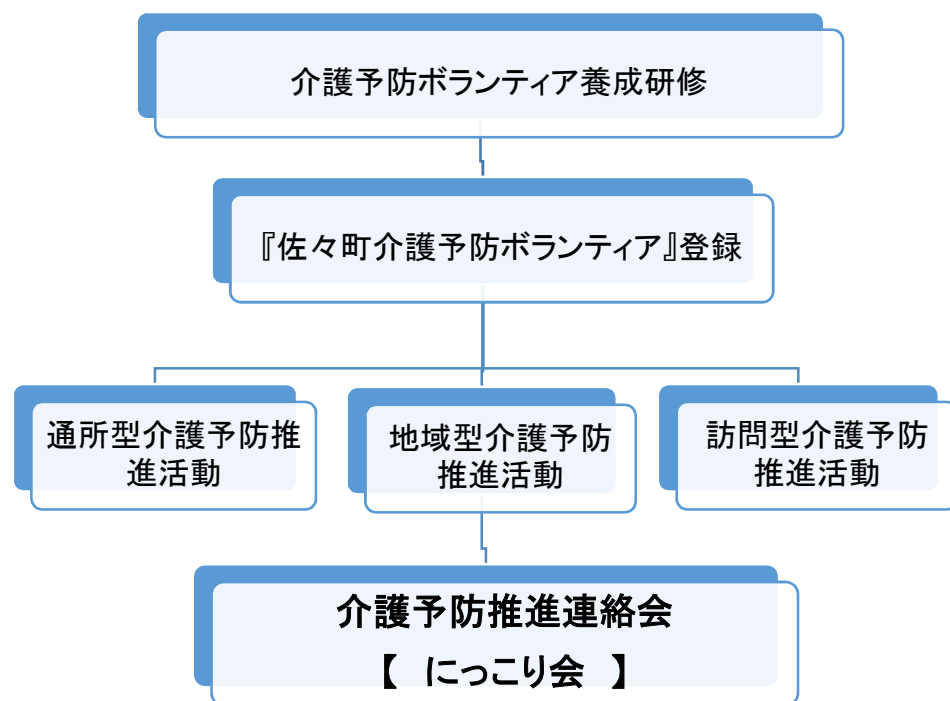 介護予防ボランティア養成研修
『佐々町介護予防ボランティア』登録
通所型介護予防推
進活動
地域型介護予防
推進活動
訪問型介護予防
推進活動
介護予防推進連絡会
【　にっこり会　】